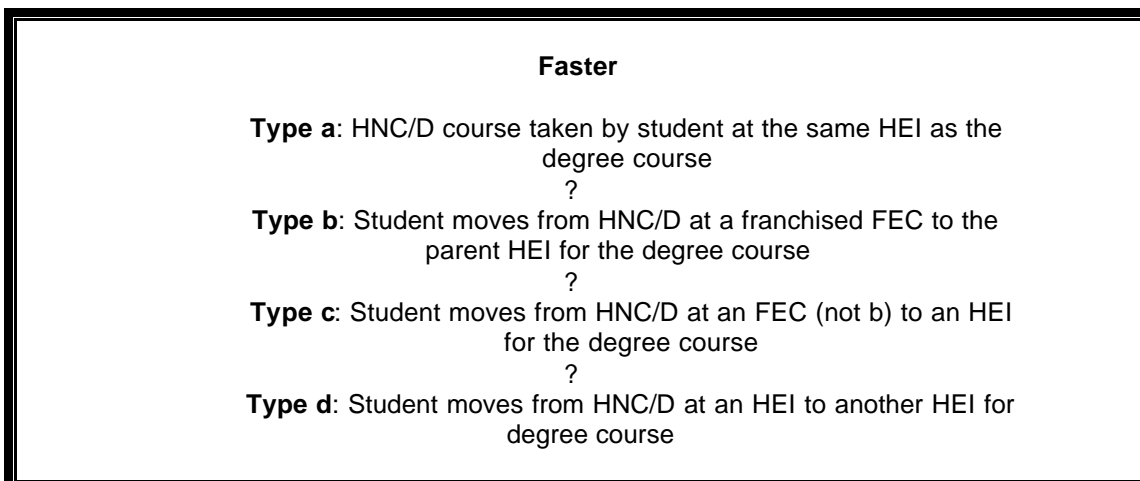 Faster
Type a: HNC/D course taken by student at the same HEI as the
degree course
?
Type b: Student moves from HNC/D at a franchised FEC to the
parent HEI for the degree course
?
Type c: Student moves from HNC/D at an FEC (not b) to an HEI
for the degree course
?
Type d: Student moves from HNC/D at an HEI to another HEI for
degree course